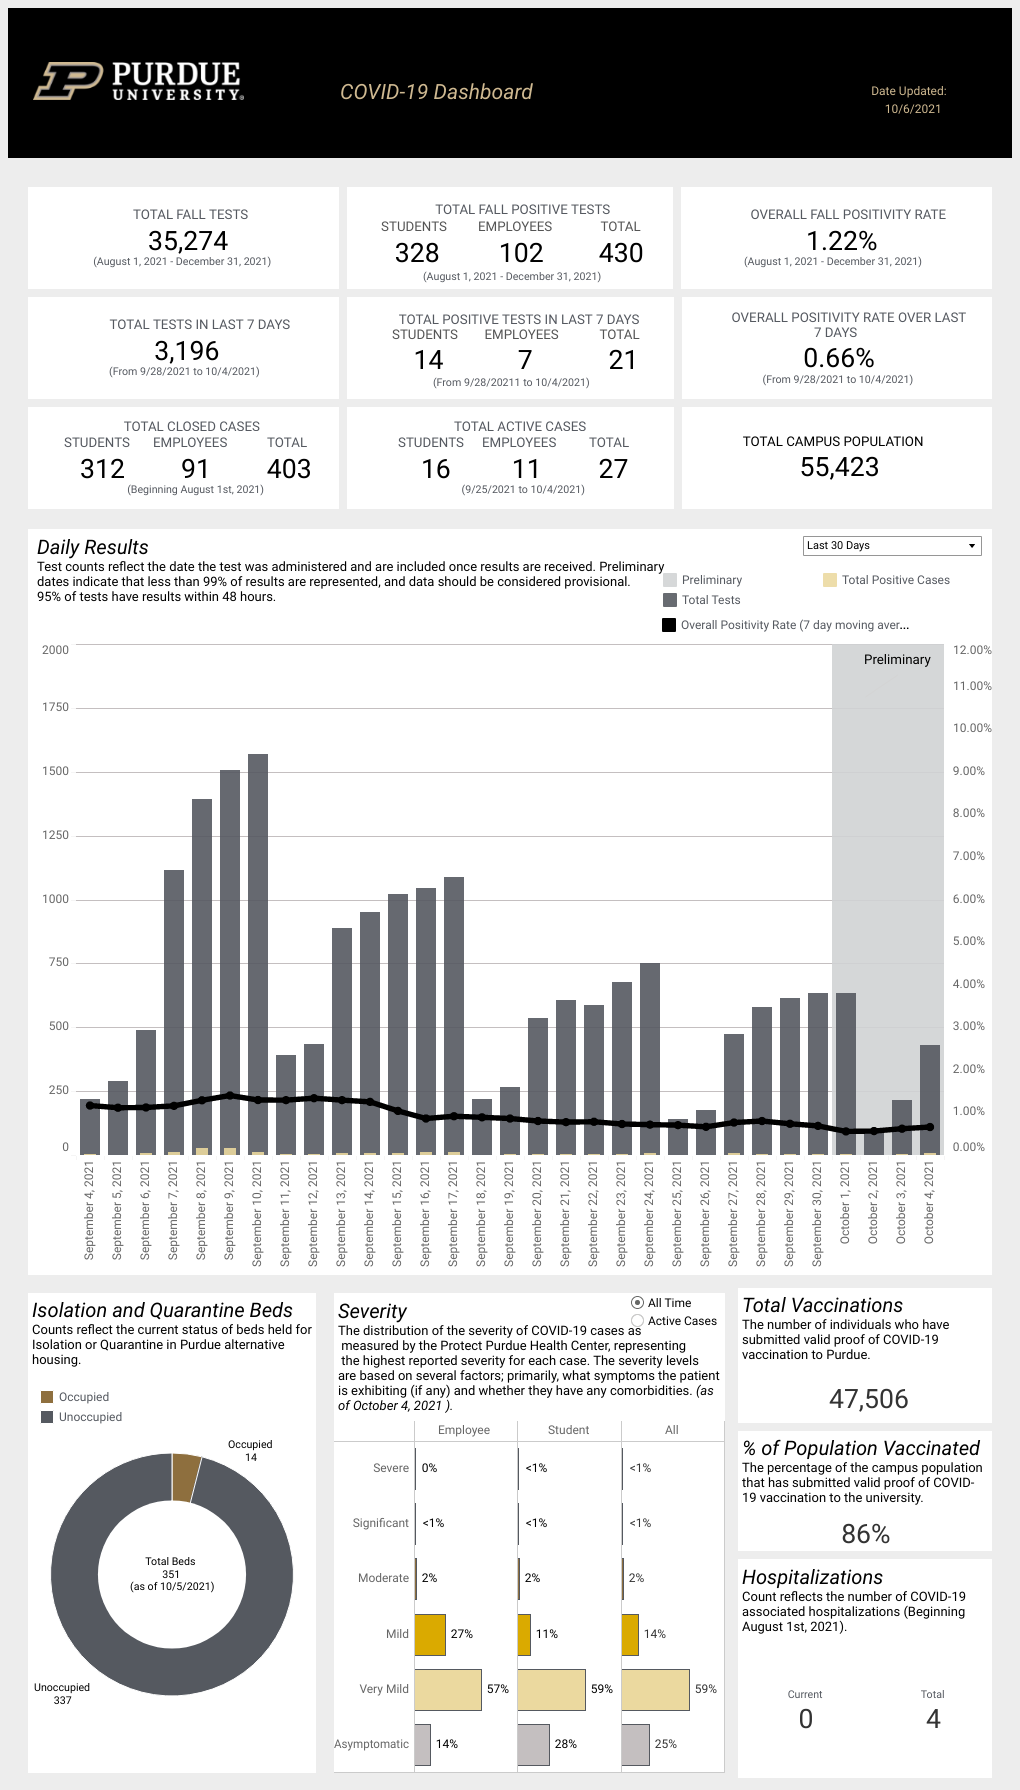 PURDUE
UNIVERSITY®
COVID-19 Dashboard
Date Updated:
10/6/2021
TOTAL FALL TESTS
35,274
(August 1, 2021 - December 31, 2021)
TOTAL FALL POSITIVE TESTS
STUDENTS EMPLOYEES TOTAL
328 102 430
(August 1, 2021 - December 31, 2021)
OVERALL FALL POSITIVITY RATE
1.22%
(August 1, 2021 - December 31, 2021)
TOTAL TESTS IN LAST 7 DAYS
3,196
(From 9/28/2021 to 10/4/2021)
TOTAL POSITIVE TESTS IN LAST 7 DAYS
STUDENTS EMPLOYEES TOTAL
14 7 21
(From 9/28/20211 to 10/4/2021)
OVERALL POSITIVITY RATE OVER LAST
7 DAYS
0.66%
(From 9/28/2021 to 10/4/2021)
TOTAL CLOSED CASES
STUDENTS EMPLOYEES TOTAL
312 91 403
(Beginning August 1st, 2021)
TOTAL ACTIVE CASES
STUDENTS EMPLOYEES TOTAL
16 11 27
(9/25/2021 to 10/4/2021)
TOTAL CAMPUS POPULATION
55,423
Daily Results
Test counts reflect the date the test was administered and are included once results are received. Preliminary
dates indicate that less than 99% of results are represented, and data should be considered provisional.
95% of tests have results within 48 hours.
Last 30 Days
Preliminary
Total Positive Cases
Total Tests
Overall Positivity Rate (7 day moving aver...
2000
1750
1500
1250
1000
750
500
250
0
Preliminary
12.00%
11.00%
10.00%
9.00%
8.00%
7.00%
6.00%
5.00%
4.00%
3.00%
2.00%
1.00%
0.00%
September 4, 2021
September 5, 2021
September 6, 2021
September 7, 2021
September 8, 2021
September 9, 2021
September 10, 2021
September 11, 2021
September 12, 2021
September 13, 2021
September 14, 2021
September 15, 2021
September 16, 2021
September 17, 2021
September 18, 2021
September 19, 2021
September 20, 2021
September 21, 2021
September 22, 2021
September 23, 2021
September 24, 2021
September 25, 2021
September 26, 2021
September 27, 2021
September 28, 2021
September 29, 2021
September 30, 2021
October 1, 2021
October 2, 2021
October 3, 2021
October 4, 2021
Isolation and Quarantine Beds
Counts reflect the current status of beds held for
Isolation or Quarantine in Purdue alternative
housing.
Occupied
Unoccupied
Occupied
14
Total Beds
351
(as of 10/5/2021)
Unoccupied
337
Severity
All Time
Active Cases
The distribution of the severity of COVID-19 cases as
measured by the Protect Purdue Health Center, representing
the highest reported severity for each case. The severity levels
are based on several factors; primarily, what symptoms the patient
is exhibiting (if any) and whether they have any comorbidities. (as
of October 4, 2021 ).
Employee Student All
Severe 0% <1% <1%
Significant <1% <1% <1%
Moderate 2% 2% 2%
Mild 27% 11% 14%
Very Mild 57% 59% 59%
Asymptomatic 14% 28% 25%
Total Vaccinations
The number of individuals who have
submitted valid proof of COVID-19
vaccination to Purdue.
47,506
% of Population Vaccinated
The percentage of the campus population
that has submitted valid proof of COVID-
19 vaccination to the university.
86%
Hospitalizations
Count reflects the number of COVID-19
associated hospitalizations (Beginning
August 1st, 2021).
Current Total
0 4